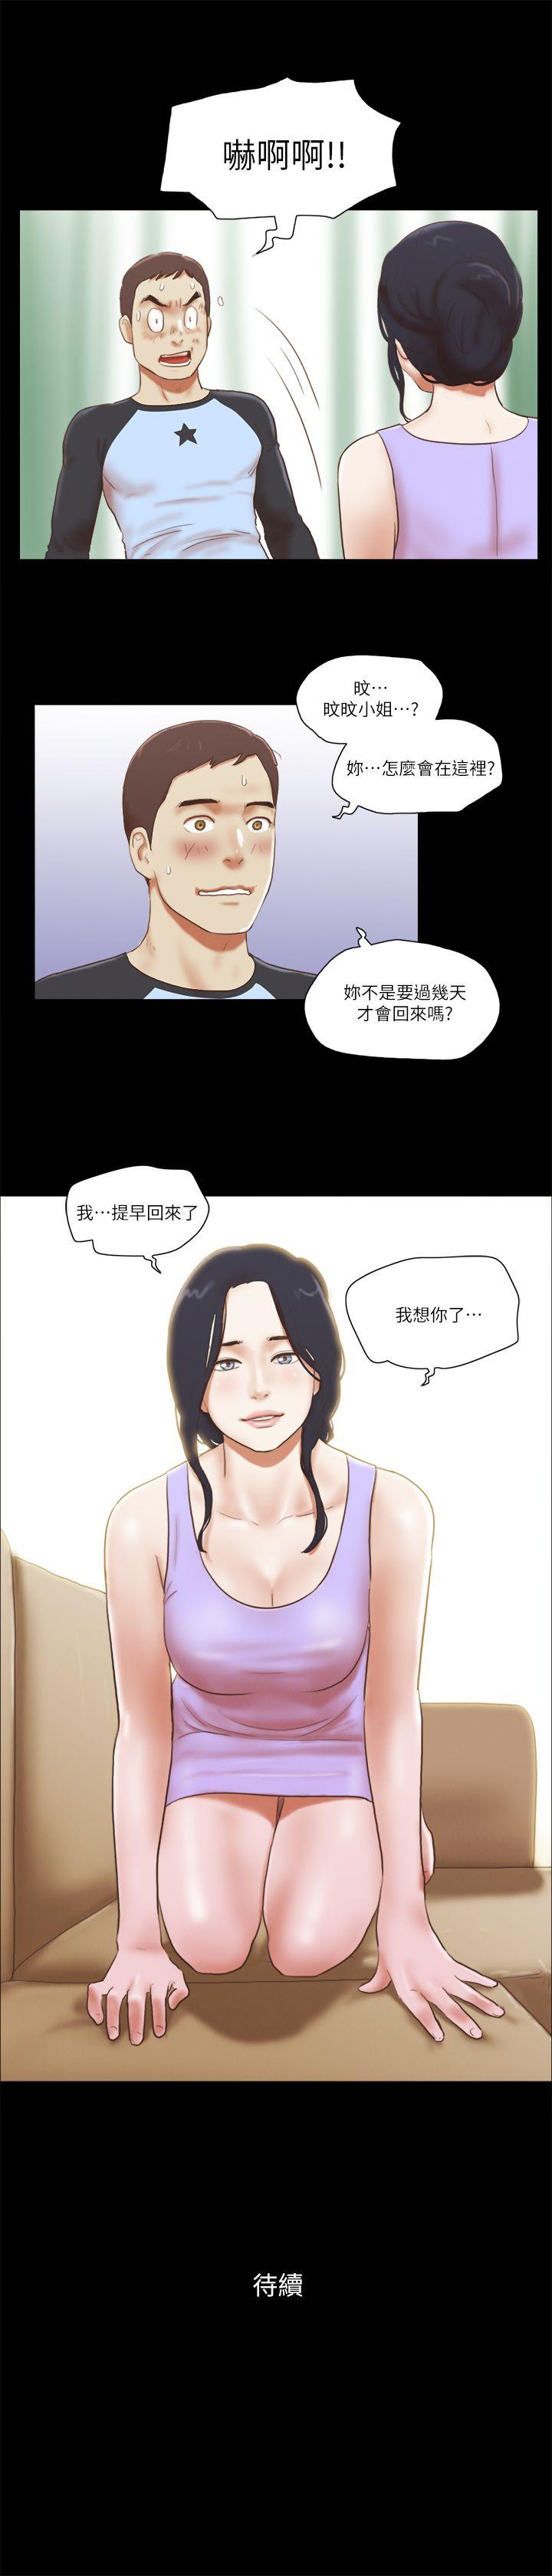 嚇啊啊!!
旼…
旼旼小姐…?
妳…怎麼會在這裡?
妳不是要過幾天
才會回來嗎?
我…提早回來了
我想你了…
待續